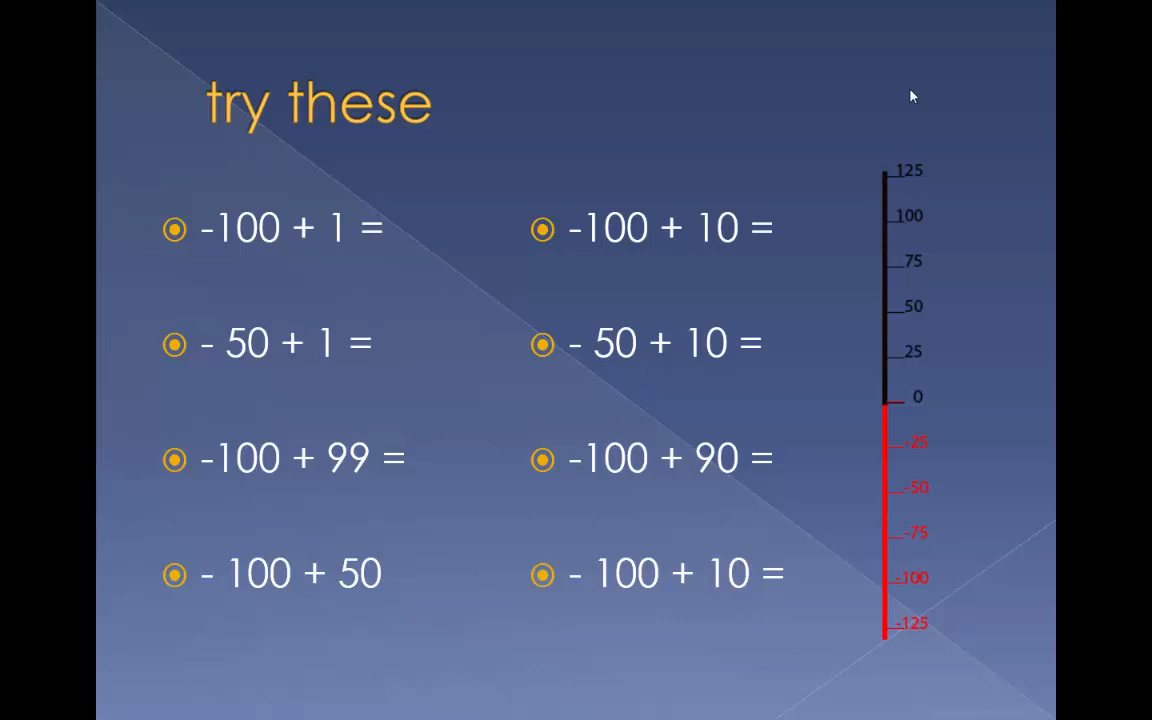 try these
-100 + 1 =
- 50 + 1 =
-100 + 99 =
- 100 + 50
-100 + 10 =
- 50 + 10 =
-100 + 90 =
- 100 + 10 =
125
100
75
50
25
0
-25
-50
-75
-100
-125